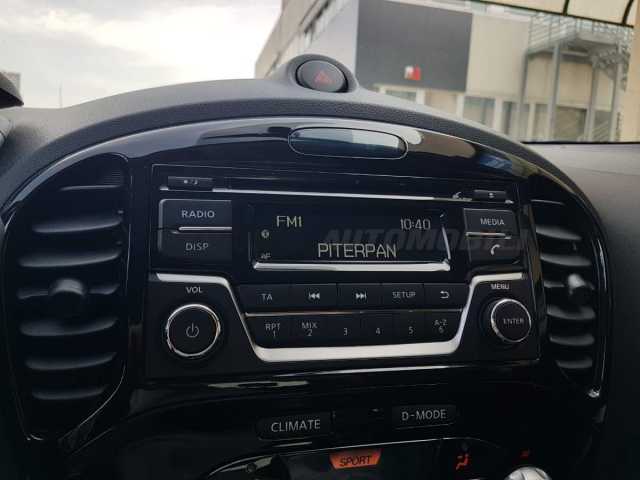 RADIO
DISP
FM1
10:40
AF
PITERPAN
AUTOMOBILI
MEDIA
VOL
MENU
TA
SETUP
RPT 1
MIX 2
3
4
5
A-Z 6
ENTER
CLIMATE
D-MODE
SPORT